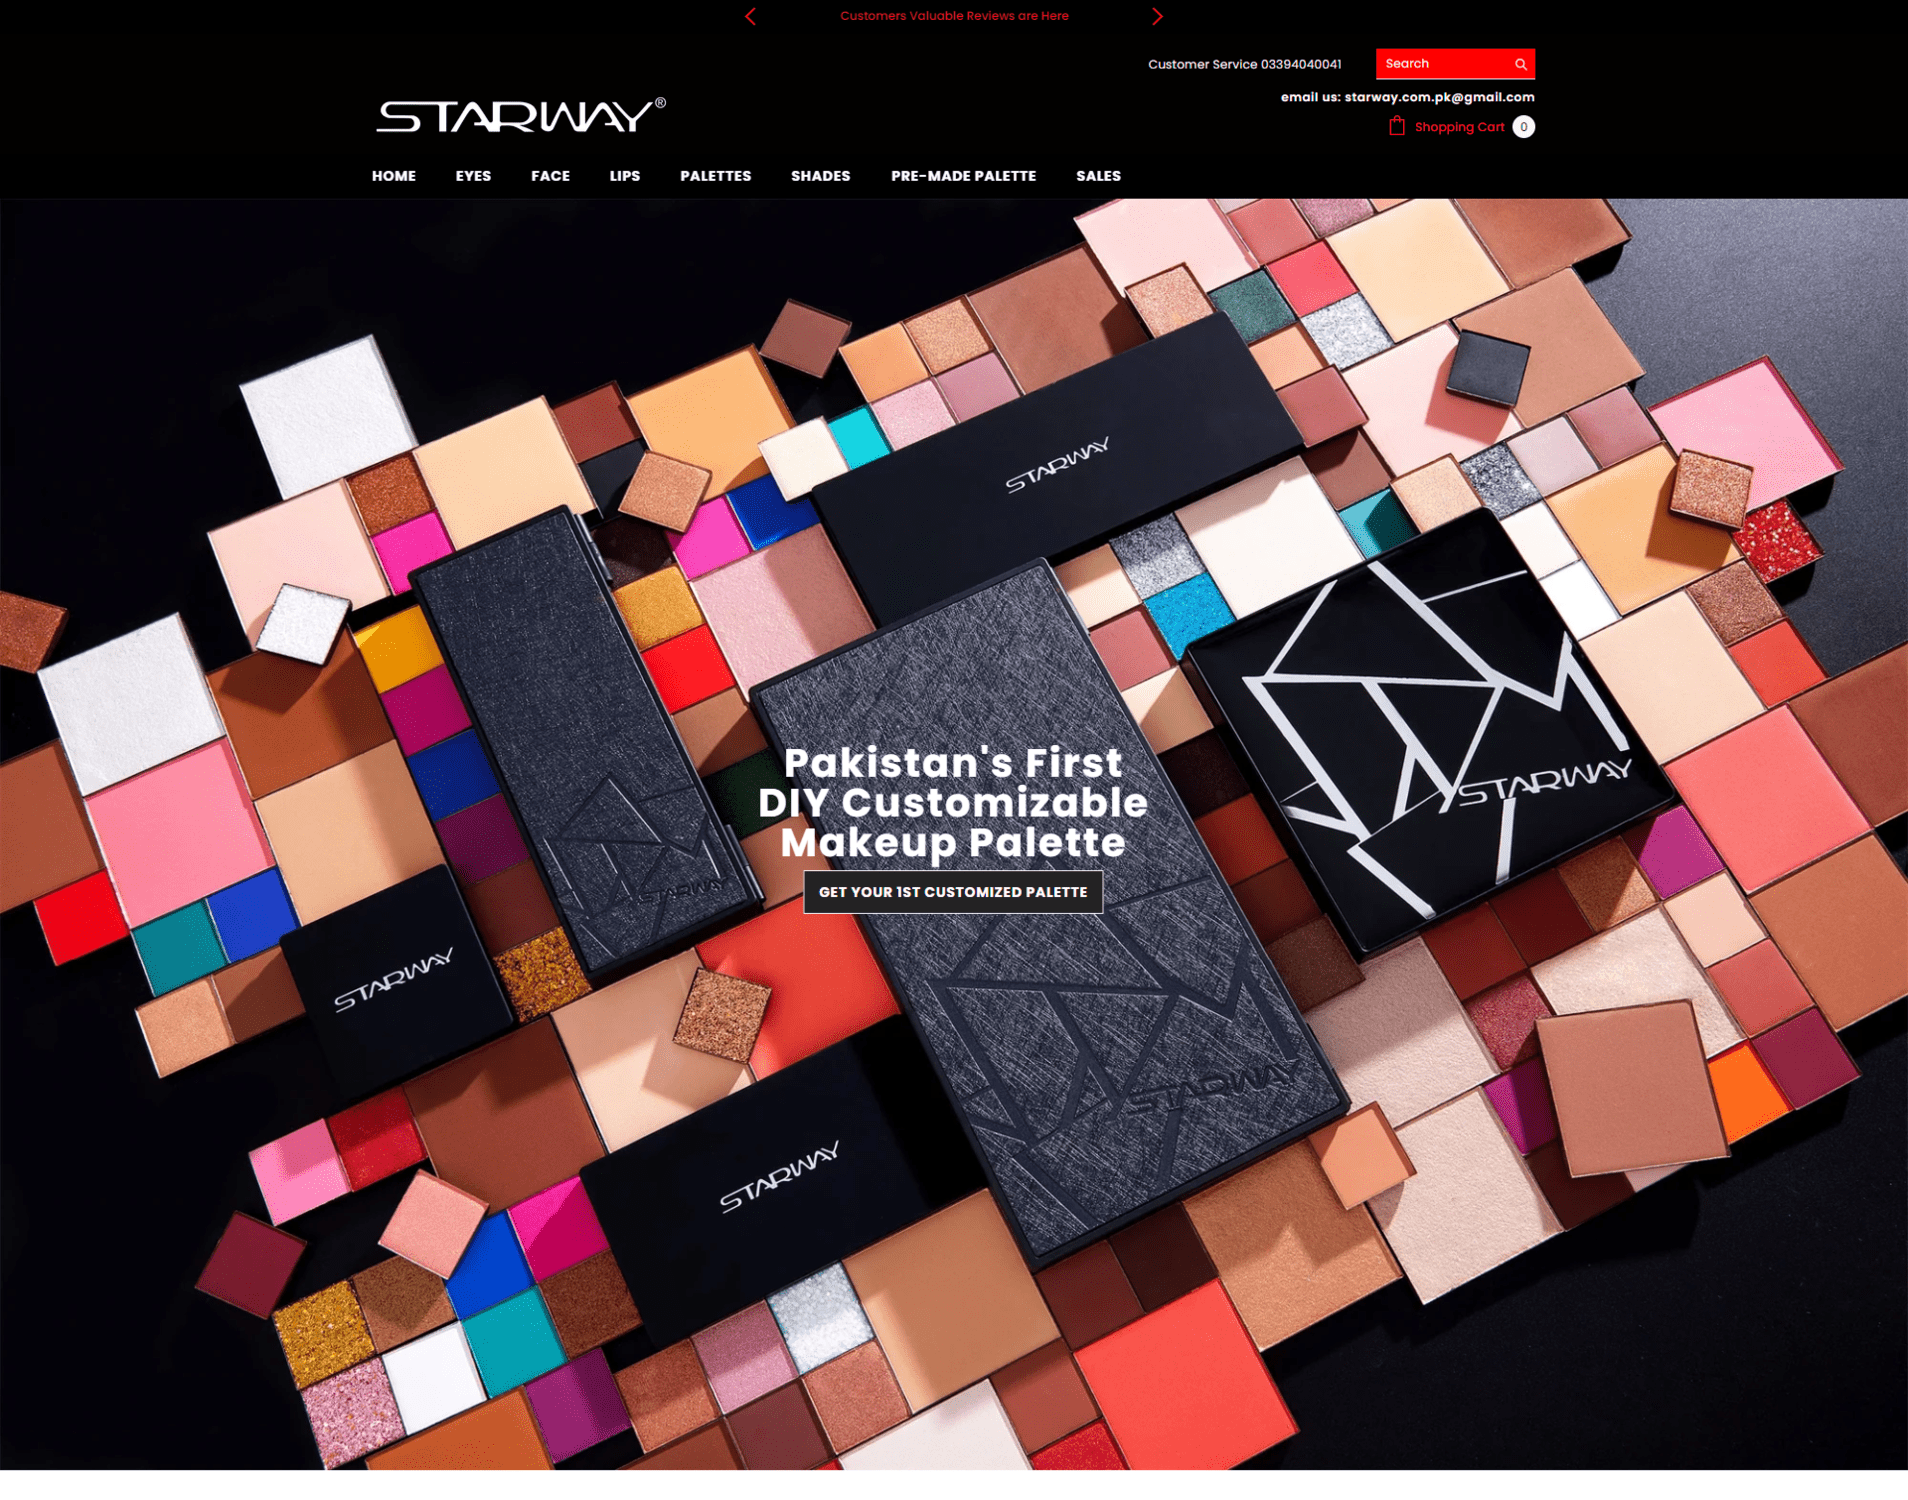 Customers Valuable Reviews are Here
Customer Service 03394040041
Search
email us: starway.com.pk@gmail.com
STARWAY®
Shopping Cart 0
HOME EYES FACE LIPS PALETTES SHADES PRE-MADE PALETTE SALES
STARWAY
Pakistan's First
DIY Customizable
Makeup Palette
STARWAY
GET YOUR 1ST CUSTOMIZED PALETTE
STARWAY
STARWAY
STARWAY
STARWAY